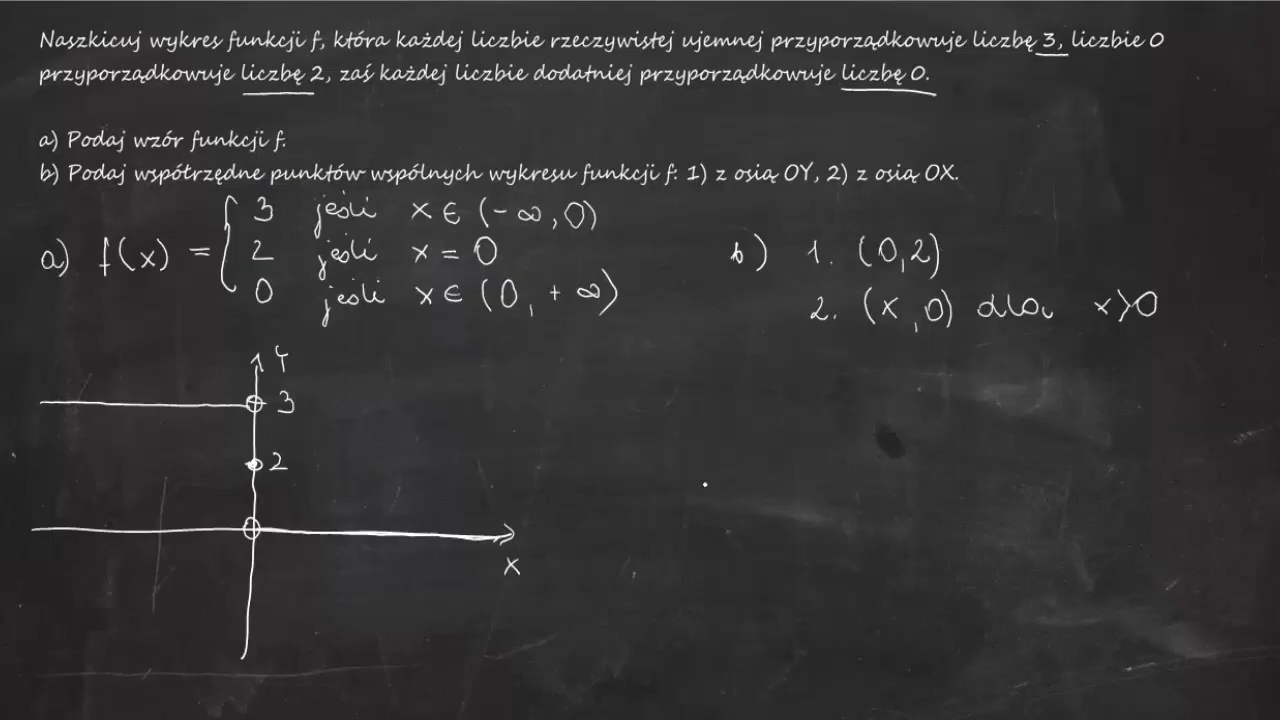 Naszkicuj wykres funkcji f, która każdej liczbie rzeczywistej ujemnej przyporządkowuje liczbę 3, liczbie 0
przyporządkowuje liczbę 2, zaś każdej liczbie dodatniej przyporządkowuje liczbę 0.
a) Podaj wzór funkcji f.
b) Podaj współrzędne punktów wspólnych wykresu funkcji f: 1) z osią OY, 2) z osią OX.
a) f(x) = {
3 jeśli x ∈ (-∞, 0)
2 jeśli x = 0
0 jeśli x ∈ (0, +∞)
b) 1. (0,2)
2. (x, 0) dla x>0
Y
3
2
x